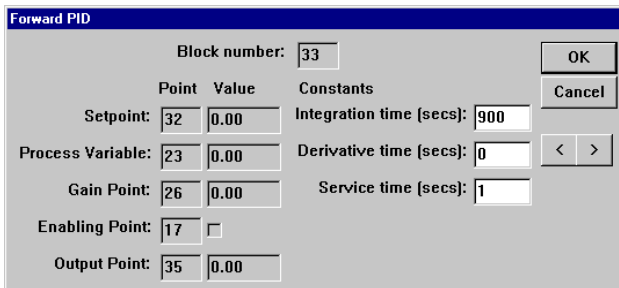 Forward PID
Block number: 33
OK
Point Value Constants
Cancel
Setpoint: 32 0.00 Integration time (secs): 900
Process Variable: 23 0.00 Derivative time (secs): 0
< >
Gain Point: 26 0.00 Service time (secs): 1
Enabling Point: 17
Output Point: 35 0.00